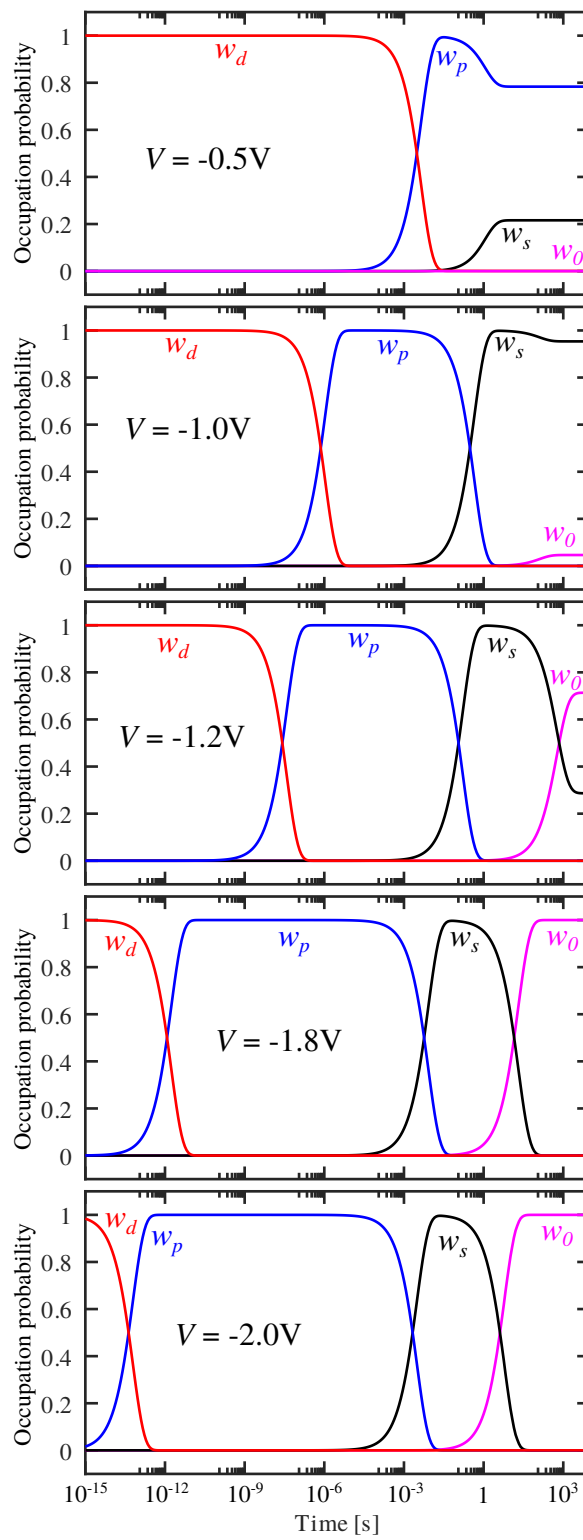 Occupation probability
1
0.8
0.6
0.4
0.2
0
w_d
w_p
w_s
w_0
V = -0.5V
Occupation probability
1
0.8
0.6
0.4
0.2
0
w_d
w_p
w_s
w_0
V = -1.0V
Occupation probability
1
0.8
0.6
0.4
0.2
0
w_d
w_p
w_s
w_0
V = -1.2V
Occupation probability
1
0.8
0.6
0.4
0.2
0
w_d
w_p
w_s
w_0
V = -1.8V
Occupation probability
1
0.8
0.6
0.4
0.2
0
w_d
w_p
w_s
w_0
V = -2.0V
10^-15 10^-12 10^-9 10^-6 10^-3 1 10^3
Time [s]